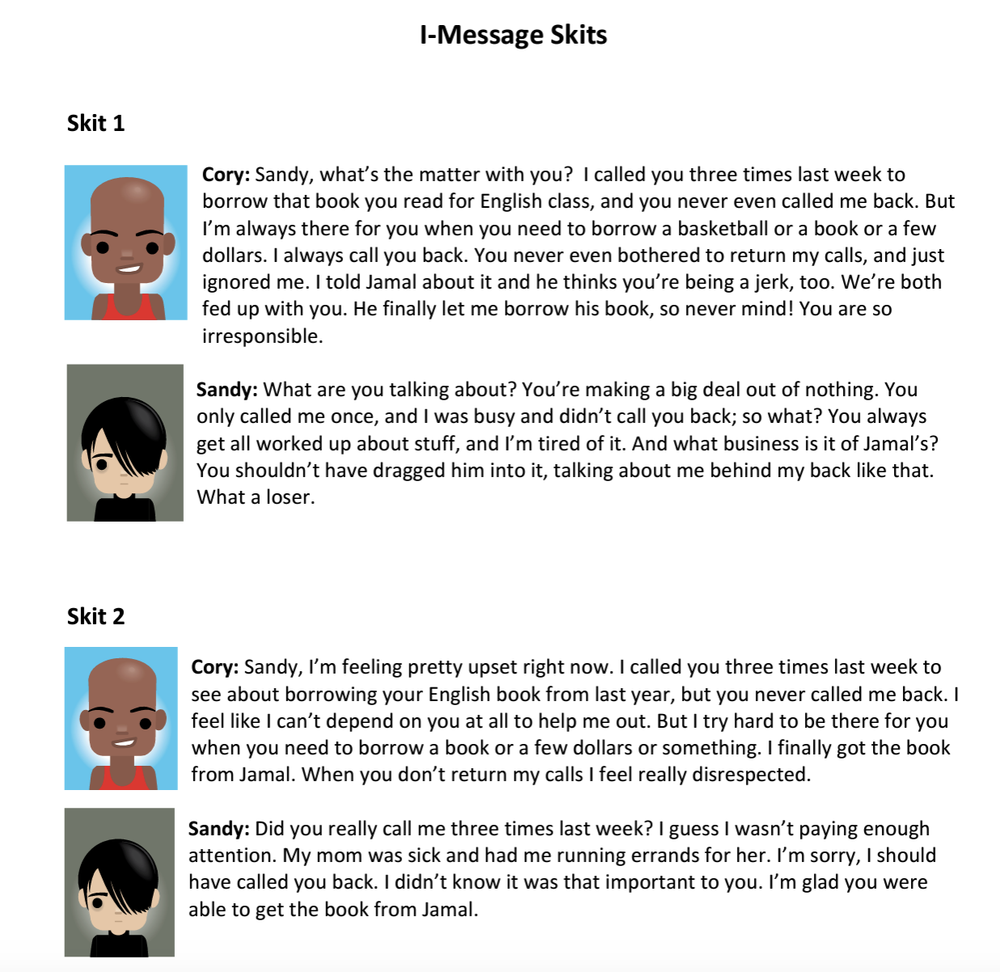 I-Message Skits
Skit 1
Cory: Sandy, what’s the matter with you?  I called you three times last week to
borrow that book you read for English class, and you never even called me back. But
I’m always there for you when you need to borrow a basketball or a book or a few
dollars. I always call you back. You never even bothered to return my calls, and just
ignored me. I told Jamal about it and he thinks you’re being a jerk, too. We’re both
fed up with you. He finally let me borrow his book, so never mind! You are so
irresponsible.
Sandy: What are you talking about? You’re making a big deal out of nothing. You
only called me once, and I was busy and didn’t call you back; so what? You always
get all worked up about stuff, and I’m tired of it. And what business is it of Jamal’s?
You shouldn’t have dragged him into it, talking about me behind my back like that.
What a loser.
Skit 2
Cory: Sandy, I’m feeling pretty upset right now. I called you three times last week to
see about borrowing your English book from last year, but you never called me back. I
feel like I can’t depend on you at all to help me out. But I try hard to be there for you
when you need to borrow a book or a few dollars or something. I finally got the book
from Jamal. When you don’t return my calls I feel really disrespected.
Sandy: Did you really call me three times last week? I guess I wasn’t paying enough
attention. My mom was sick and had me running errands for her. I’m sorry, I should
have called you back. I didn’t know it was that important to you. I’m glad you were
able to get the book from Jamal.